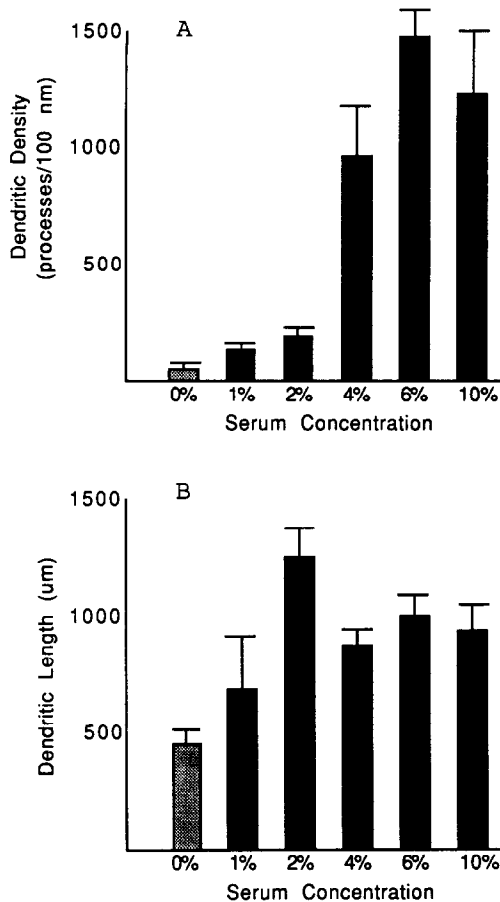 A
1500
1000
500
Dendritic Density
(processes/100 nm)
0% 1% 2% 4% 6% 10%
Serum Concentration
B
1500
1000
500
Dendritic Length (um)
0% 1% 2% 4% 6% 10%
Serum Concentration